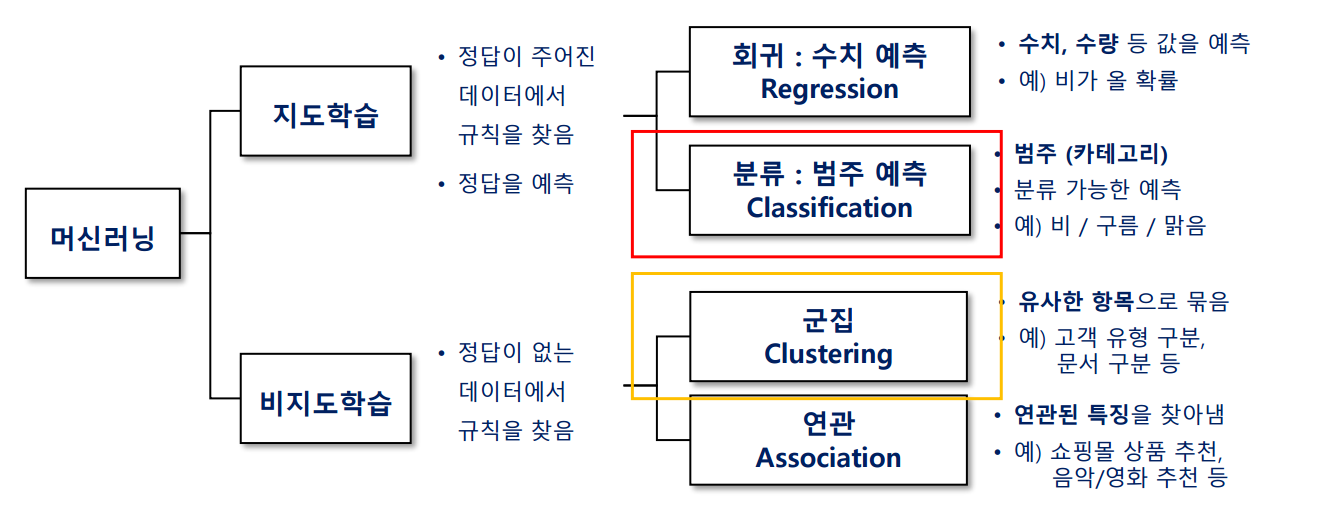 머신러닝
지도학습
• 정답이 주어진
데이터에서
규칙을 찾음
• 정답을 예측
회귀 : 수치 예측
Regression
• 수치, 수량 등 값을 예측
• 예) 비가 올 확률
분류 : 범주 예측
Classification
• 범주 (카테고리)
• 분류 가능한 예측
• 예) 비 / 구름 / 맑음
비지도학습
• 정답이 없는
데이터에서
규칙을 찾음
군집
Clustering
• 유사한 항목으로 묶음
• 예) 고객 유형 구분,
문서 구분 등
연관
Association
• 연관된 특징을 찾아냄
• 예) 쇼핑몰 상품 추천,
음악/영화 추천 등